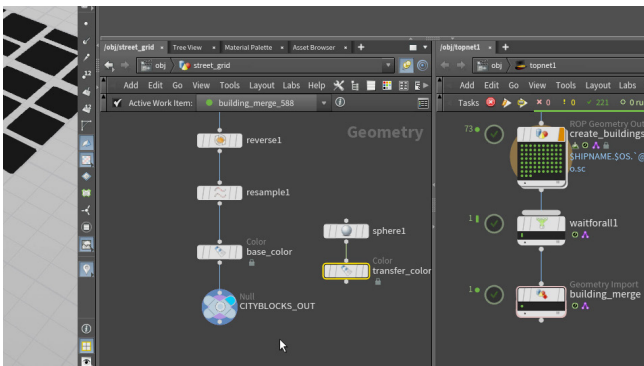 /obj/street_grid × Tree View × Material Palette × Asset Browser × +
/obj/topnet1 × +
obj street_grid
obj topnet1
Add Edit Go View Tools Layout Labs Help
Add Edit Go View Tools Layout Labs
Active Work Item: building_merge_588
Tasks × 0 ! 0 ✓ 221 0 ru
Geometry
reverse1
resample1
Color
base_color
sphere1
Color
transfer_color
Null
CITYBLOCKS_OUT
73
ROP Geometry Out
create_buildings
$HIPNAME.$OS.`@
o.sc
1
waitforall1
1
Geometry Import
building_merge